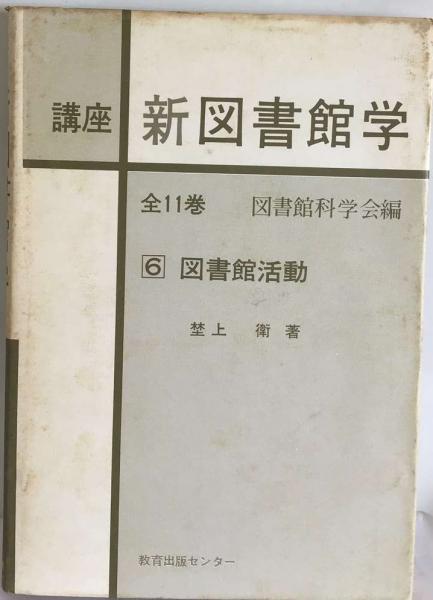 講座 新図書館学
全11巻 図書館科学会編
6 図書館活動
埜上 衛 著
教育出版センター